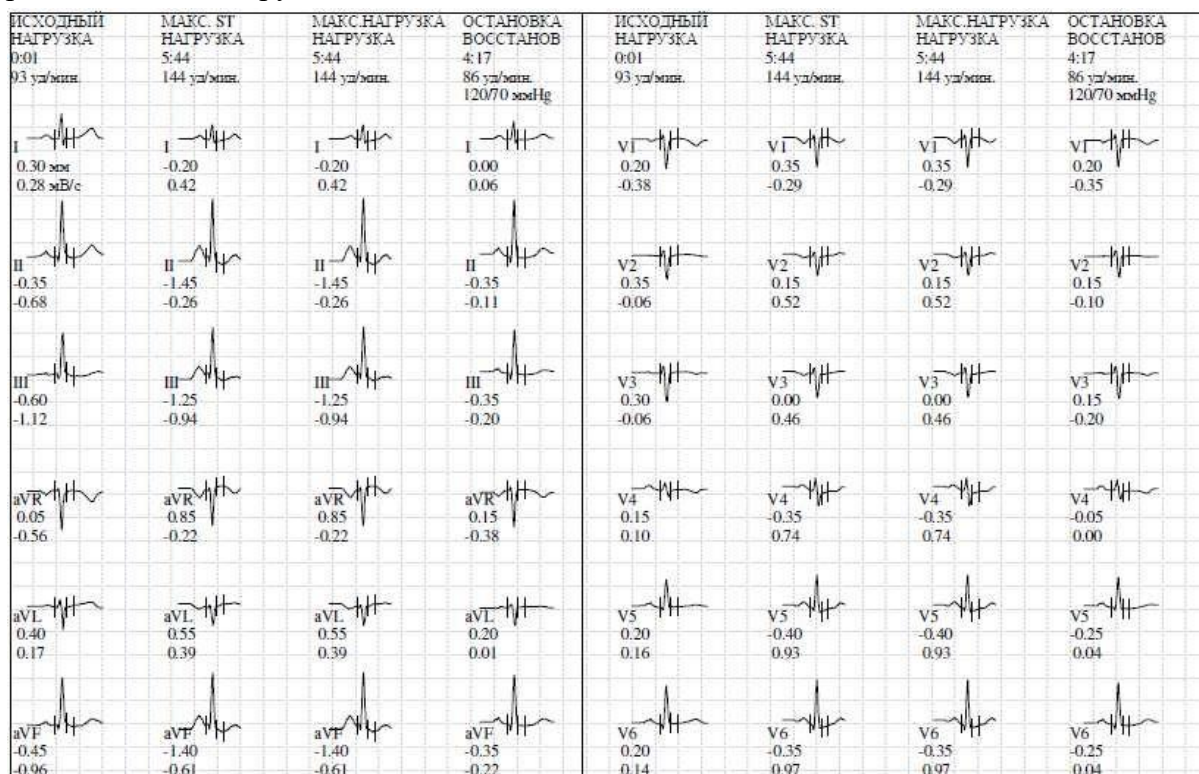 ИСХОДНЫЙ МАКС. ST МАКС.НАГРУЗКА ОСТАНОВКА ИСХОДНЫЙ МАКС. ST МАКС.НАГРУЗКА ОСТАНОВКА
НАГРУЗКА НАГРУЗКА НАГРУЗКА ВОССТАНОВ НАГРУЗКА НАГРУЗКА НАГРУЗКА ВОССТАНОВ
0:01 5:44 5:44 4:17 0:01 5:44 5:44 4:17
93 уд/мин. 144 уд/мин. 144 уд/мин. 86 уд/мин. 93 уд/мин. 144 уд/мин. 144 уд/мин. 86 уд/мин.
120/70 ммHg 120/70 ммHg
I I I I V1 V1 V1 V1
0.30 мм -0.20 -0.20 0.00 0.20 0.35 0.35 0.20
0.28 мВ/с 0.42 0.42 0.06 -0.38 -0.29 -0.29 -0.35
II II II II V2 V2 V2 V2
-0.35 -1.45 -1.45 -0.35 0.35 0.15 0.15 0.15
-0.68 -0.26 -0.26 -0.11 -0.06 0.52 0.52 -0.10
III III III III V3 V3 V3 V3
-0.60 -1.25 -1.25 -0.35 0.30 0.00 0.00 0.15
-1.12 -0.94 -0.94 -0.20 -0.06 0.46 0.46 -0.20
aVR aVR aVR aVR V4 V4 V4 V4
0.05 0.85 0.85 0.15 0.15 -0.35 -0.35 -0.05
-0.56 -0.22 -0.22 -0.38 0.10 0.74 0.74 0.00
aVL aVL aVL aVL V5 V5 V5 V5
0.40 0.55 0.55 0.20 0.20 -0.40 -0.40 -0.25
0.17 0.39 0.39 0.01 0.16 0.93 0.93 0.04
aVF aVF aVF aVF V6 V6 V6 V6
-0.45 -1.40 -1.40 -0.35 0.20 -0.35 -0.35 -0.25
-0.96 -0.61 -0.61 -0.22 0.14 0.97 0.97 0.04